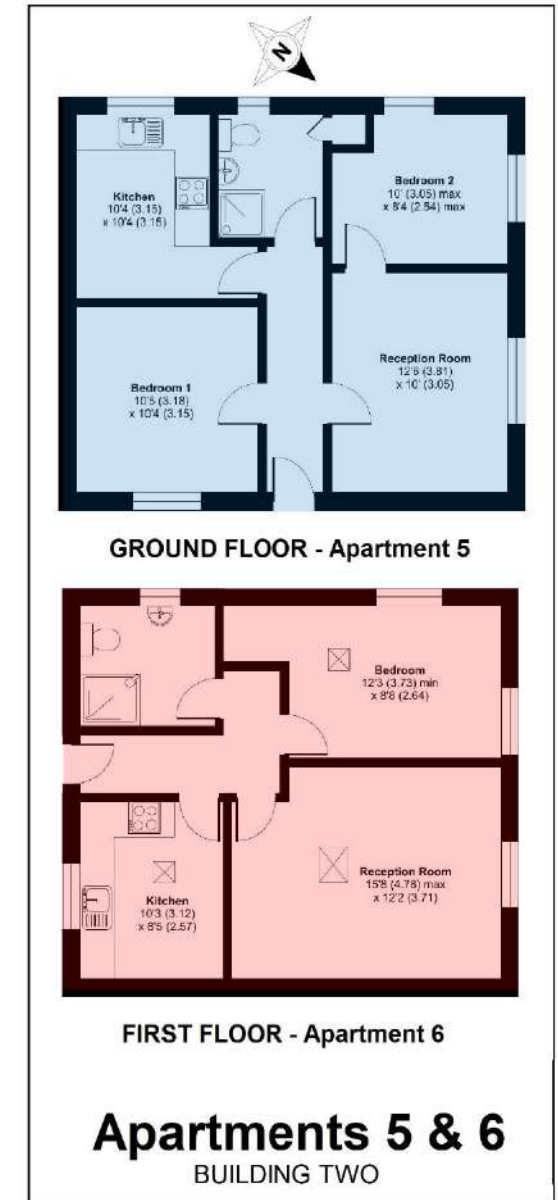 N
Kitchen
10'4 (3.15)
x 10'4 (3.15)
Bedroom 2
10' (3.05) max
x 8'4 (2.54) max
Reception Room
12'6 (3.81)
x 10' (3.05)
Bedroom 1
10'5 (3.18)
x 10'4 (3.15)
GROUND FLOOR - Apartment 5
Bedroom
12'3 (3.73) min
x 8'8 (2.64)
Reception Room
15'8 (4.78) max
x 12'2 (3.71)
Kitchen
10'3 (3.12)
x 8'5 (2.57)
FIRST FLOOR - Apartment 6
Apartments 5 & 6
BUILDING TWO